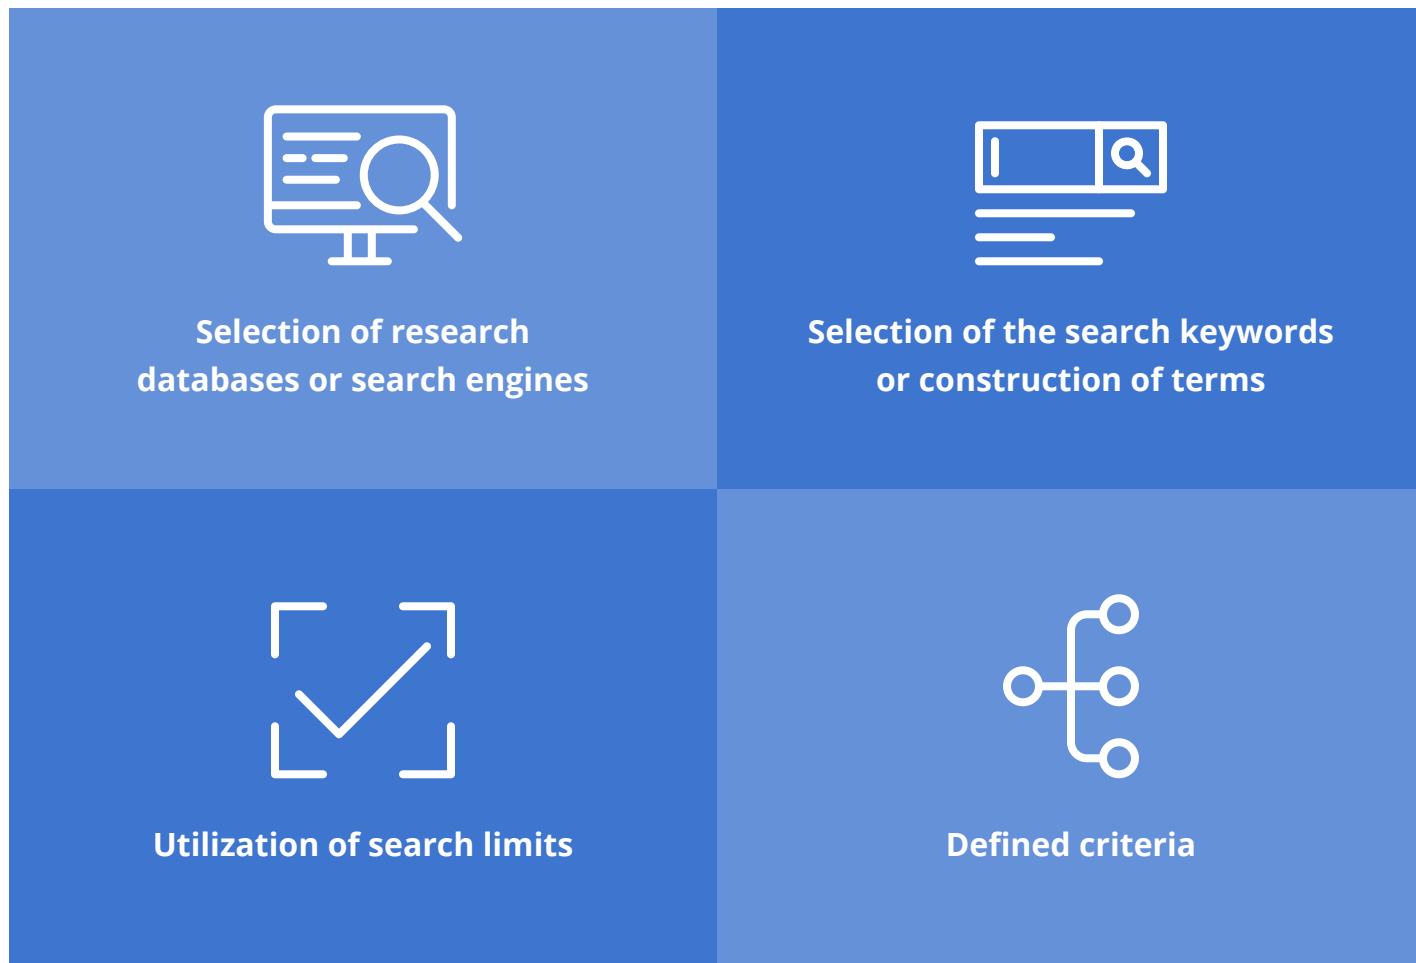 Selection of research
databases or search engines
Selection of the search keywords
or construction of terms
Utilization of search limits
Defined criteria